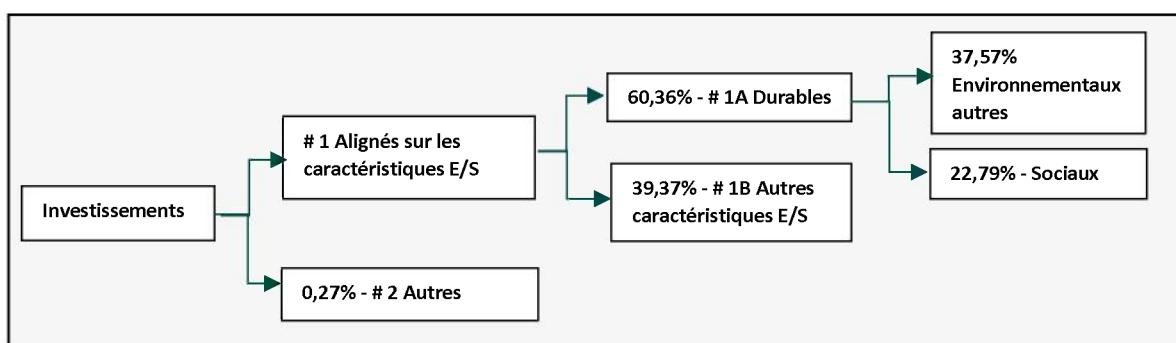 Investissements
# 1 Alignés sur les
caractéristiques E/S
0,27% - # 2 Autres
60,36% - # 1A Durables
39,37% - # 1B Autres
caractéristiques E/S
37,57%
Environnementaux
autres
22,79% - Sociaux